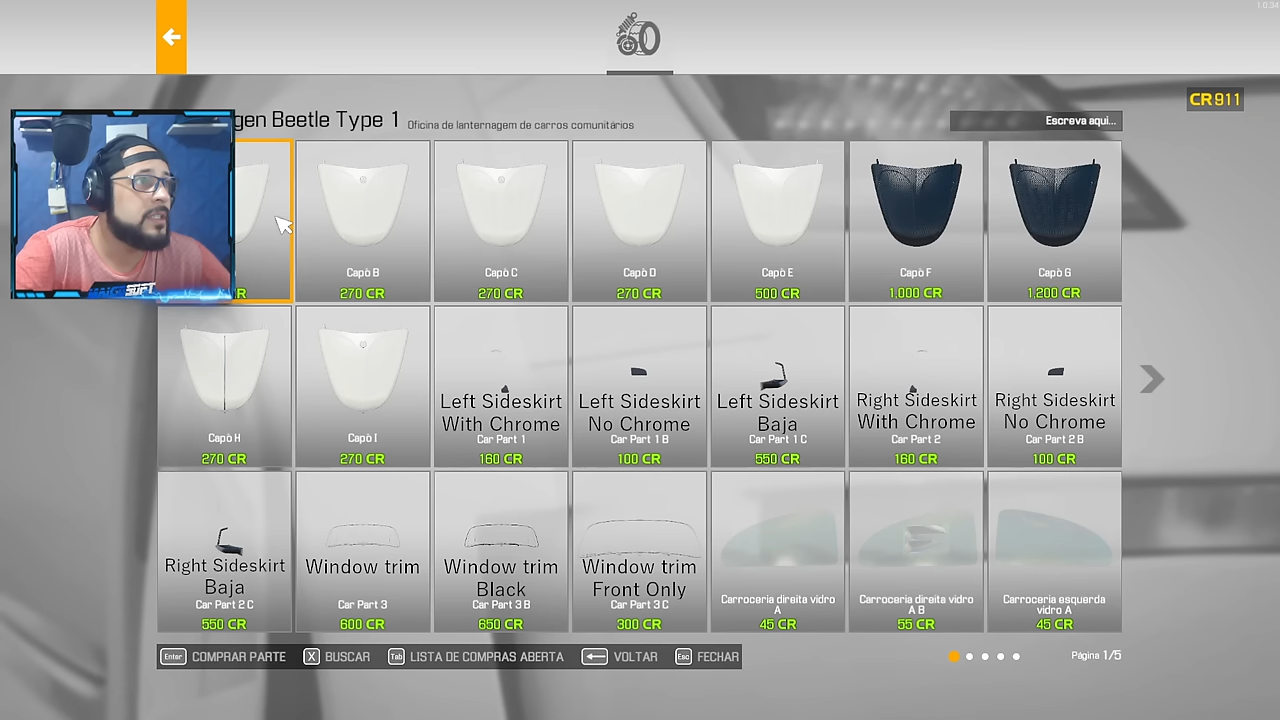 1.0.34
CR 911
gen Beetle Type 1 Oficina de lanternagem de carros comunitários
Escreva aqui...
Capô B
Capô C
Capô D
Capô E
Capô F
Capô G
R
270 CR
270 CR
270 CR
500 CR
1,000 CR
1,200 CR
SOFT
Capô H
270 CR
Capô I
270 CR
Left Sideskirt
With Chrome
Car Part 1
160 CR
Left Sideskirt
No Chrome
Car Part 1 B
100 CR
Left Sideskirt
Baja
Car Part 1 C
550 CR
Right Sideskirt
With Chrome
Car Part 2
160 CR
Right Sideskirt
No Chrome
Car Part 2 B
100 CR
Right Sideskirt
Baja
Car Part 2 C
550 CR
Window trim
Car Part 3
600 CR
Window trim
Black
Car Part 3 B
650 CR
Window trim
Front Only
Car Part 3 C
300 CR
Carroceria direita vidro
A
45 CR
Carroceria direita vidro
A B
55 CR
Carroceria esquerda
vidro A
45 CR
Enter COMPRAR PARTE X BUSCAR Tab LISTA DE COMPRAS ABERTA VOLTAR Esc FECHAR
Página 1/5